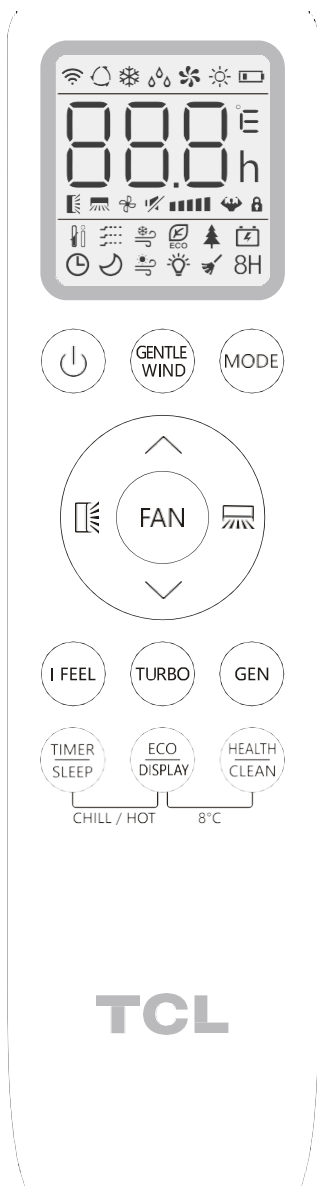 88.8
°E
h
ECO
8H
GENTLE
WIND
MODE
FAN
I FEEL
TURBO
GEN
TIMER
SLEEP
ECO
DISPLAY
HEALTH
CLEAN
CHILL / HOT
8°C
TCL